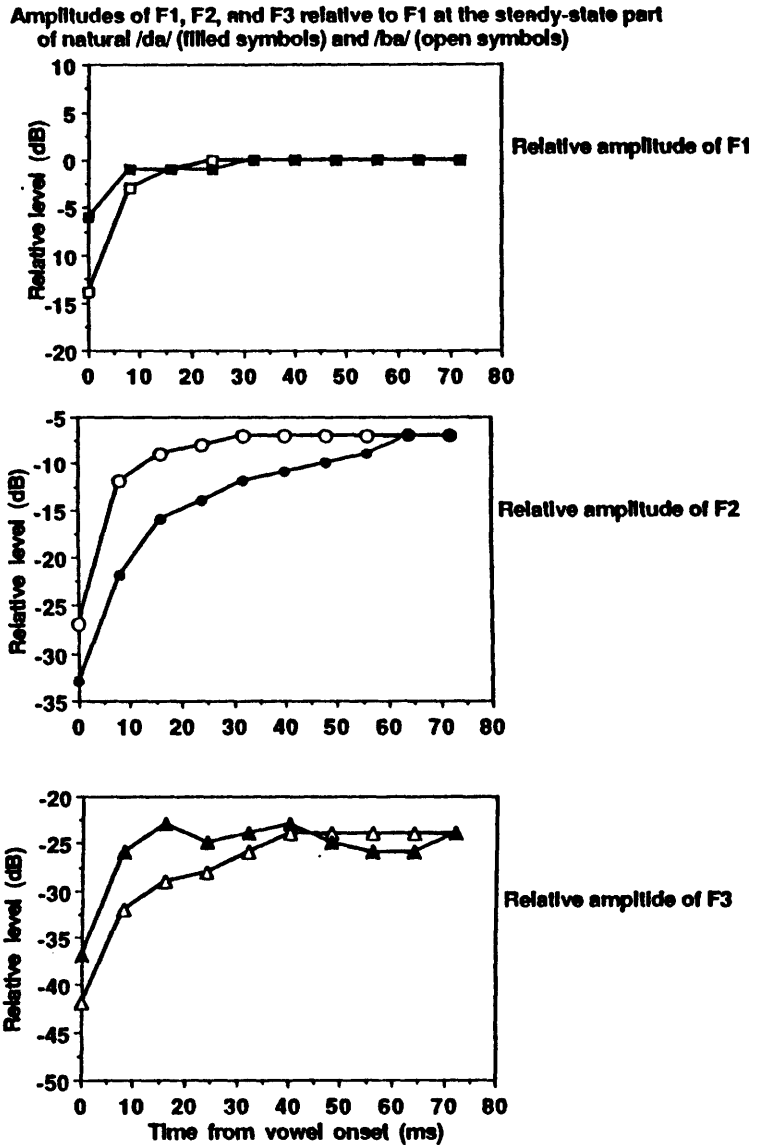 Amplitudes of F1, F2, and F3 relative to F1 at the steady-state part
of natural /da/ (filled symbols) and /ba/ (open symbols)
10
5
0
-5
10
-15
-20
Relative level (dB)
0 10 20 30 40 50 60 70 80
Relative amplitude of F1
-5
-10
-15
-20
-25
-30
-35
Relative level (dB)
0 10 20 30 40 50 60 70 80
Relative amplitude of F2
-20
-25
-30
-35
-40
-45
-50
Relative level (dB)
0 10 20 30 40 50 60 70 80
Time from vowel onset (ms)
Relative ampltide of F3